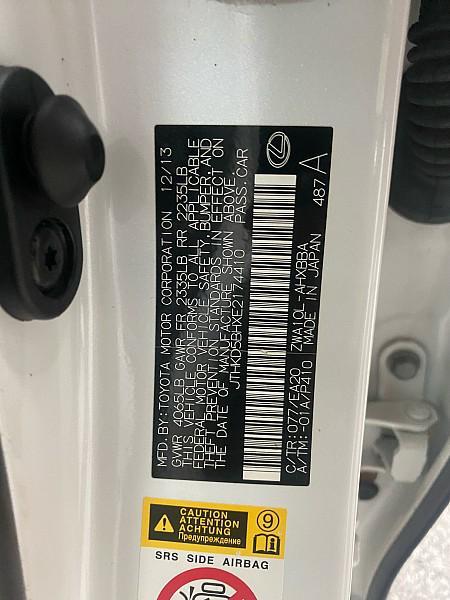 MFD.BY:TOYOTA MOTOR CORPORATION 12/13
GVWR 4065LB GAWR FR 2335LB RR 2235LB
THIS VEHICLE CONFORMS TO ALL APPLICABLE
FEDERAL MOTOR VEHICLE SAFETY, BUMPER, AND
THEFT PREVENTION STANDARDS IN EFFECT ON
THE DATE OF MANUFACTURE SHOWN ABOVE.
JTHKD5BHXE2174410 PASS.CAR
C/TR:077/EA20 ZWA10L-AHXBBA
A/TM:-01A/P410 MADE IN JAPAN 487A
CAUTION
ATTENTION
ACHTUNG
Предупреждение
9
SRS SIDE AIRBAG